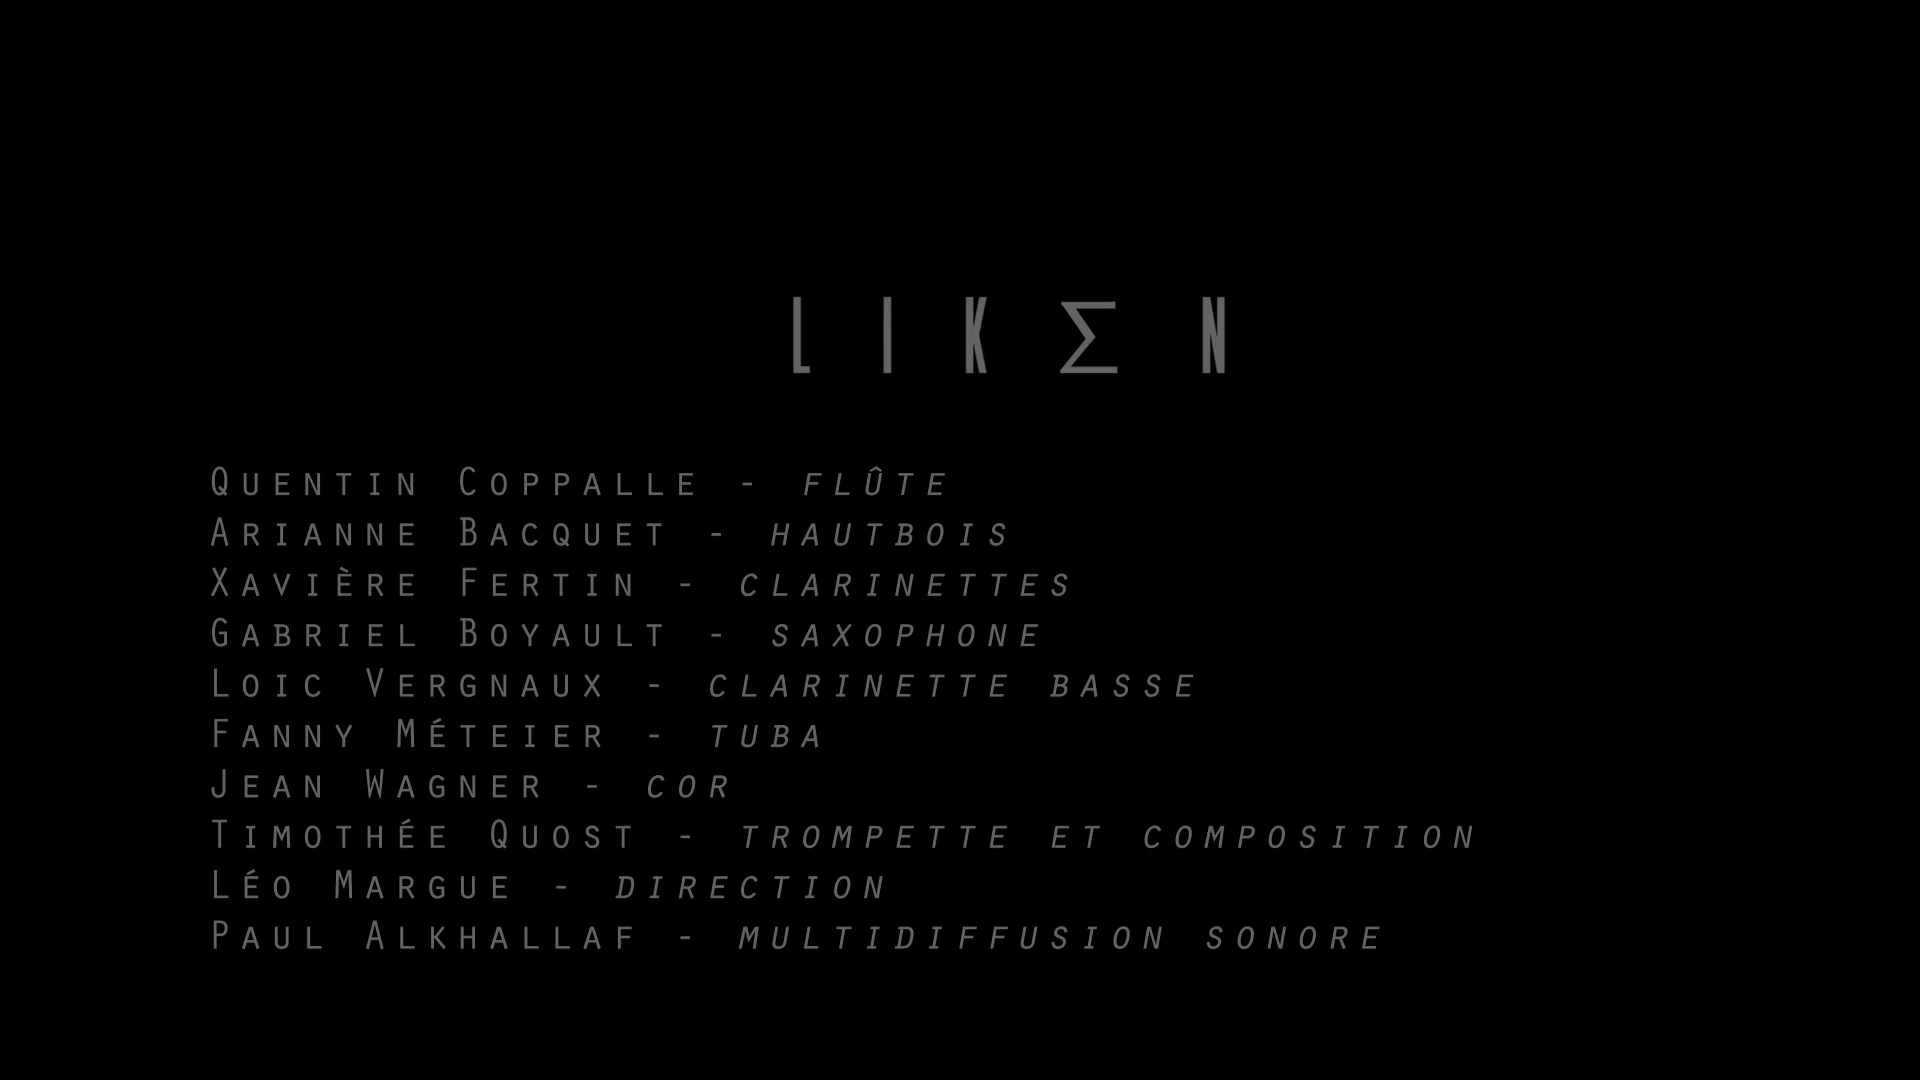 LIKΣN
Quentin Coppalle - flûte
Arianne Bacquet - hautbois
Xavière Fertin - clarinettes
Gabriel Boyault - saxophone
Loic Vergnaux - clarinette basse
Fanny Méteier - tuba
Jean Wagner - cor
Timothée Quost - trompette et composition
Léo Margue - direction
Paul Alkhallaf - multidiffusion sonore